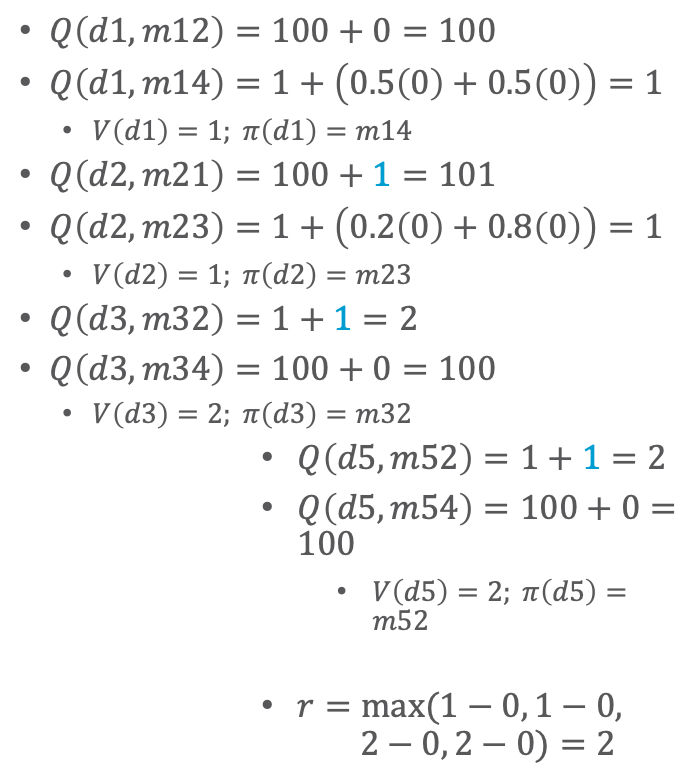 • Q(d1, m12) = 100 + 0 = 100
• Q(d1, m14) = 1 + (0.5(0) + 0.5(0)) = 1
• V(d1) = 1; π(d1) = m14
• Q(d2, m21) = 100 + 1 = 101
• Q(d2, m23) = 1 + (0.2(0) + 0.8(0)) = 1
• V(d2) = 1; π(d2) = m23
• Q(d3, m32) = 1 + 1 = 2
• Q(d3, m34) = 100 + 0 = 100
• V(d3) = 2; π(d3) = m32
• Q(d5, m52) = 1 + 1 = 2
• Q(d5, m54) = 100 + 0 =
100
• V(d5) = 2; π(d5) =
m52
• r = max(1 − 0, 1 − 0,
2 − 0, 2 − 0) = 2